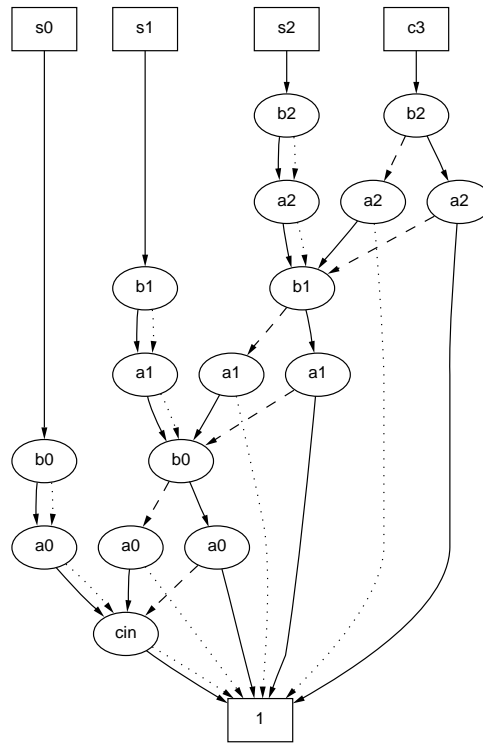 s0 s1 s2 c3
b2 b2
a2 a2 a2
b1 b1
a1 a1 a1
b0 b0
a0 a0 a0
cin
1